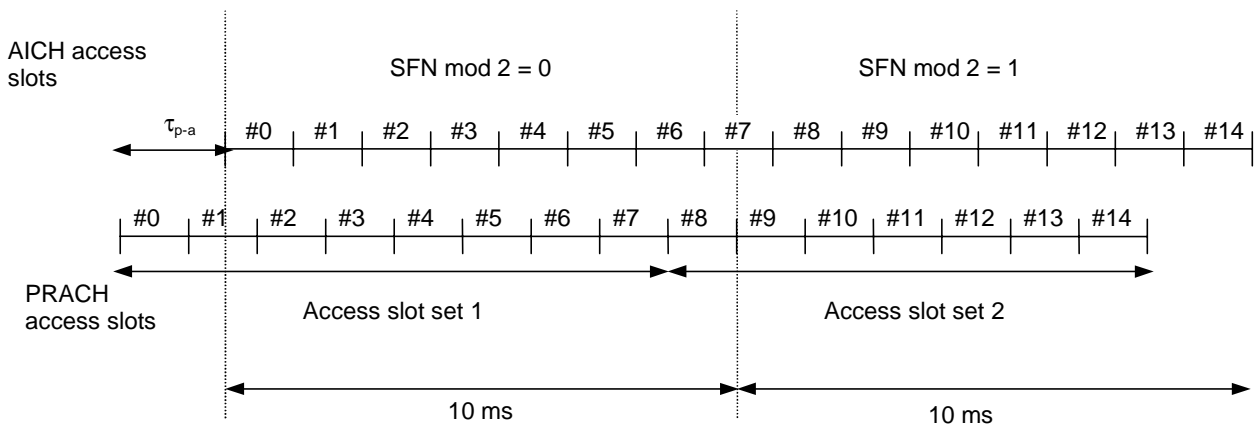 AICH access
slots
SFN mod 2 = 0
SFN mod 2 = 1
τp-a
#0 #1 #2 #3 #4 #5 #6 #7 #8 #9 #10 #11 #12 #13 #14
#0 #1 #2 #3 #4 #5 #6 #7 #8 #9 #10 #11 #12 #13 #14
PRACH
access slots
Access slot set 1
Access slot set 2
10 ms
10 ms